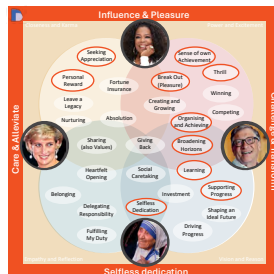 Influence & Pleasure
Seeking
Appreciation
Sense of own
Achievement
Personal
Reward
Fortune
Insurance
Break Out
(Pleasure)
Thrill
Leave a
Legacy
Creating and
Growing
Winning
Nurturing
Absolution
Organising
and Achieving
Competing
Care & Alleviate
Sharing
(also Values)
Giving
Back
Broadening
Horizons
Heartfelt
Opening
Social
Caretaking
Learning
Belonging
Investment
Supporting
Progress
Delegating
Responsibility
Selfless
Dedication
Shaping an
Ideal Future
Fulfilling
My Duty
Driving
Progress
Selfless dedication